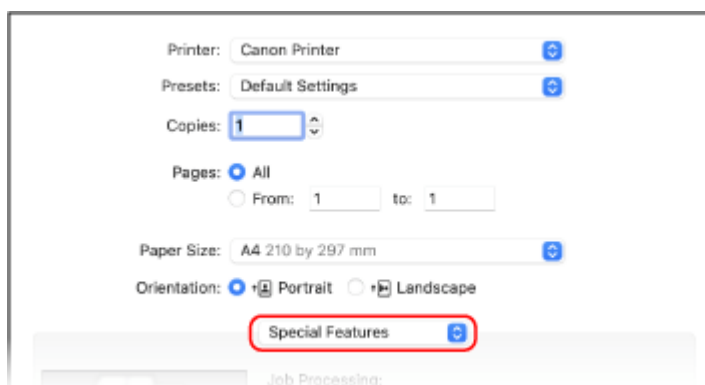 Printer: Canon Printer
Presets: Default Settings
Copies: 1
Pages: All
From: 1 to: 1
Paper Size: A4 210 by 297 mm
Orientation: Portrait Landscape
Special Features
Job Processing: